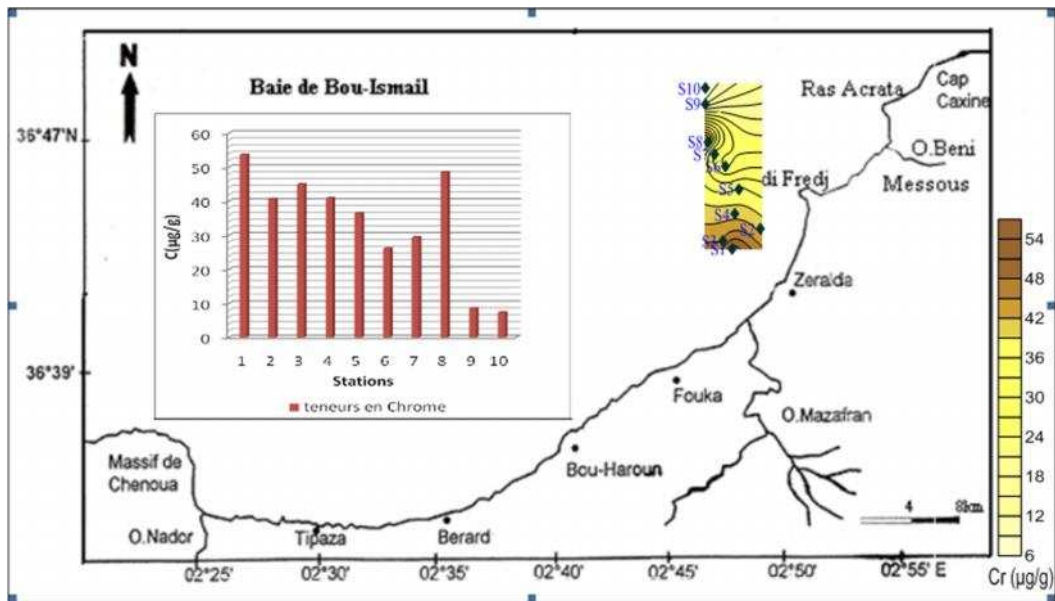 N
Baie de Bou-Ismail
Ras Acrata
Cap
Caxine
36°47'N
O.Beni
Messous
di Fredj
Zeralda
36°39'
Fouka
O.Mazafran
Bou-Haroun
Massif de
Chenoua
O.Nador
Tipaza
Berard
4 8km
02°25' 02°30' 02°35' 02°40' 02°45' 02°50' 02°55' E
S10
S9
S8
S5
S4
S2
S1
C(µg/g)
60
50
40
30
20
10
0
1 2 3 4 5 6 7 8 9 10
Stations
teneurs en Chrome
54
48
42
36
30
24
18
12
6
Cr (µg/g)